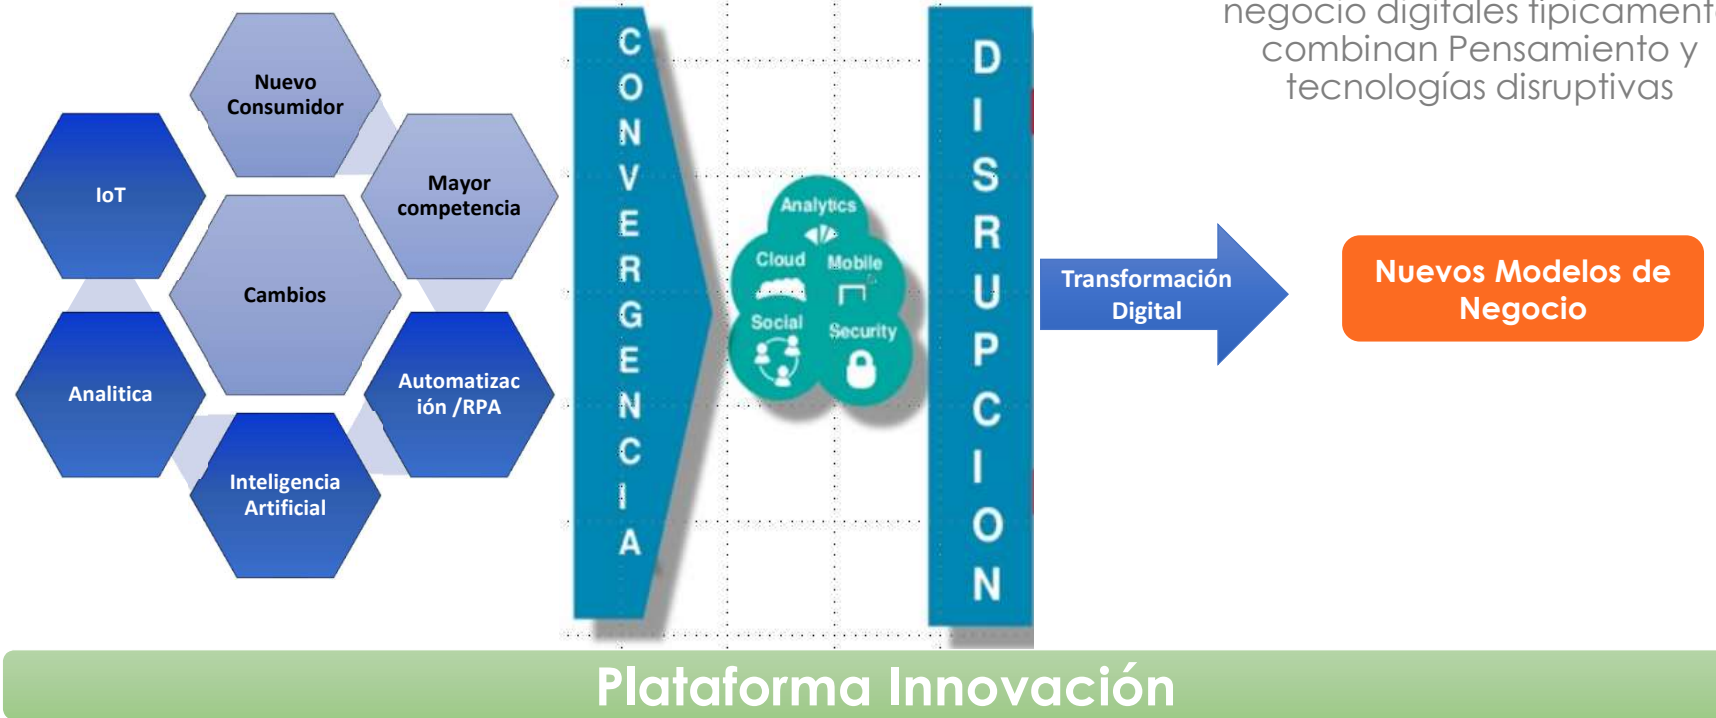 negocio digitales típicament
combinan Pensamiento y
tecnologías disruptivas
Nuevo
Consumidor
IoT
Mayor
competencia
Cambios
Analitica
Automatizac
ión /RPA
Inteligencia
Artificial
CONVERGENCIA
Analytics
Cloud
Mobile
Social
Security
DISRUPCION
Transformación
Digital
Nuevos Modelos de
Negocio
Plataforma Innovación